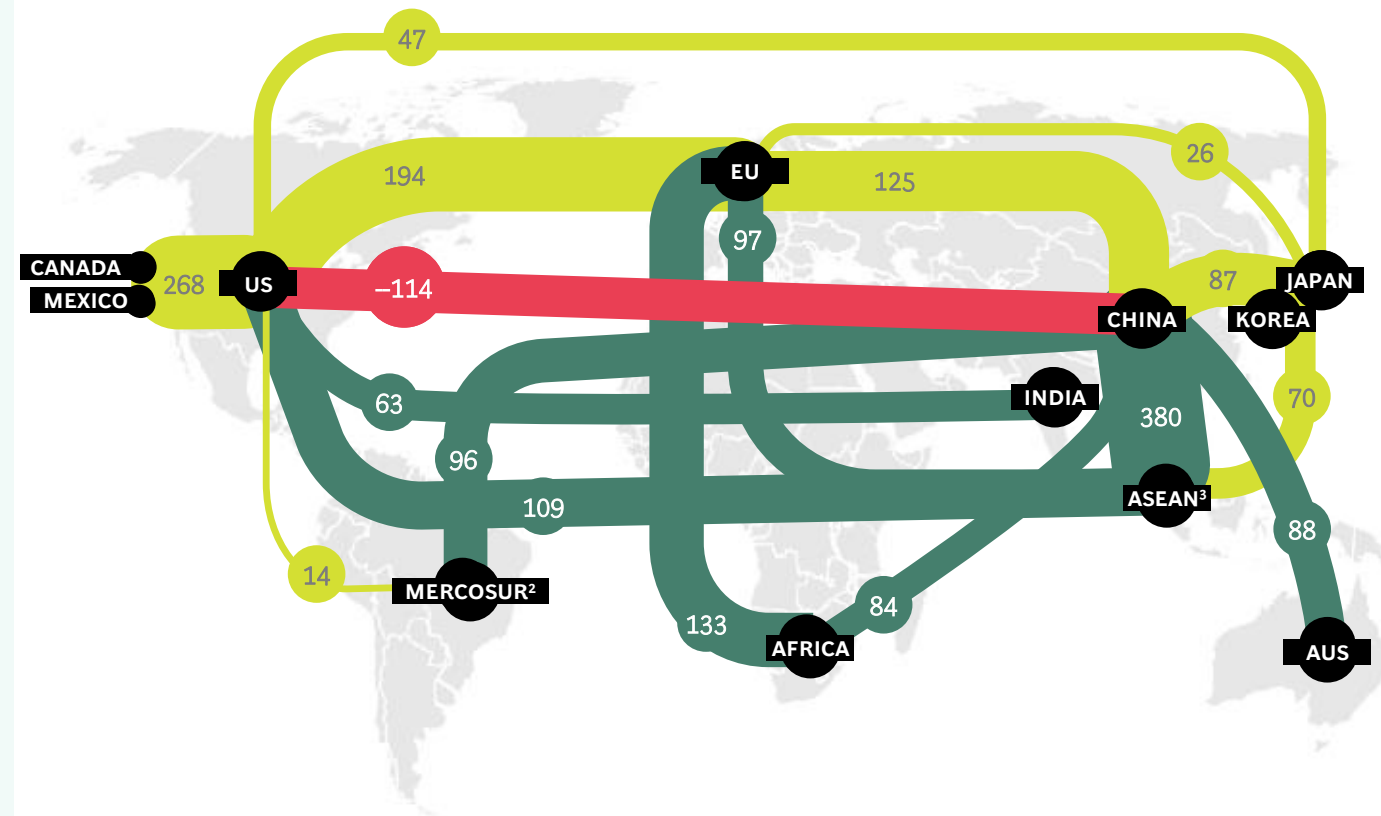 47
26
194
EU
125
97
CANADA
MEXICO
268
US
–114
87
JAPAN
CHINA
KOREA
63
INDIA
380
70
96
109
ASEAN³
88
14
MERCOSUR²
84
133
AFRICA
AUS